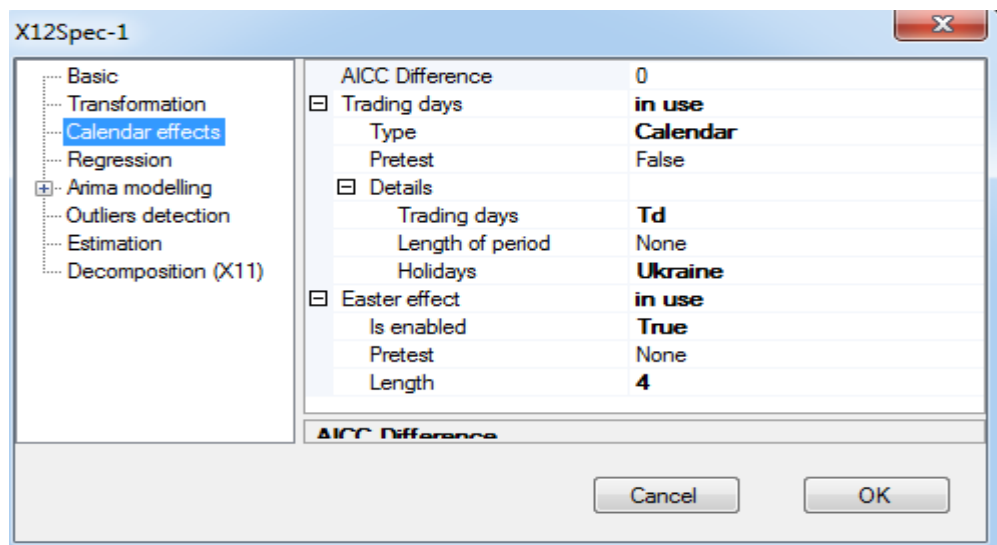 X12Spec-1
Basic
Transformation
Calendar effects
Regression
Arima modelling
Outliers detection
Estimation
Decomposition (X11)
AICC Difference 0
Trading days in use
Type Calendar
Pretest False
Details
Trading days Td
Length of period None
Holidays Ukraine
Easter effect in use
Is enabled True
Pretest None
Length 4
AICC Difference
Cancel OK